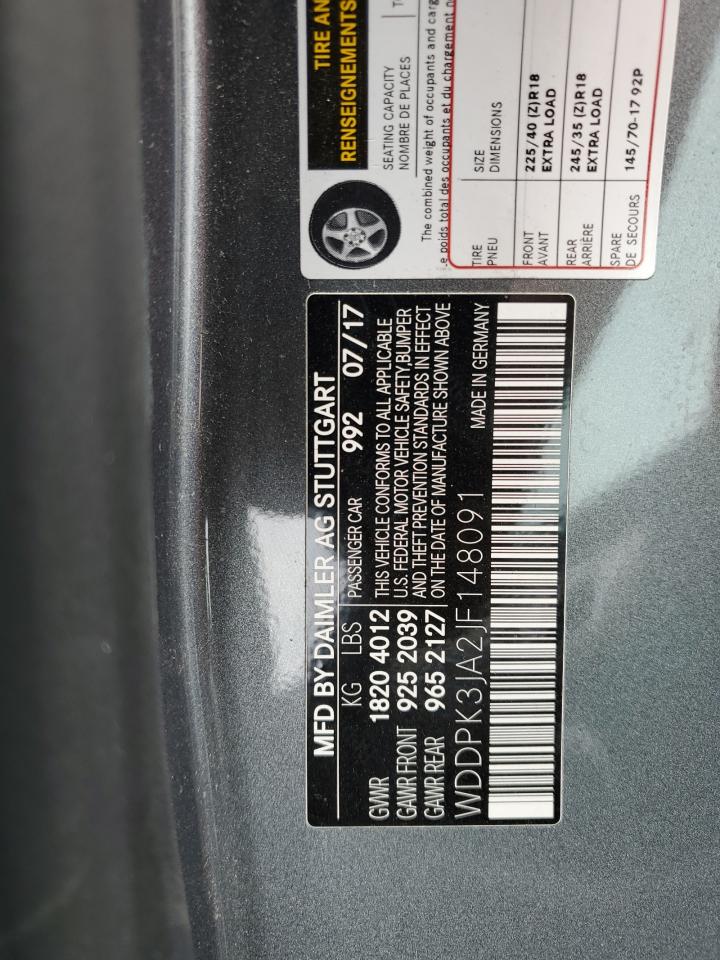 MFD BY DAIMLER AG STUTTGART
KG LBS PASSENGER CAR 992 07/17
GVWR 1820 4012 THIS VEHICLE CONFORMS TO ALL APPLICABLE
GAWR FRONT 925 2039 U.S. FEDERAL MOTOR VEHICLE SAFETY,BUMPER
AND THEFT PREVENTION STANDARDS IN EFFECT
GAWR REAR 965 2127 ON THE DATE OF MANUFACTURE SHOWN ABOVE
WDDPK3JA2JF148091 MADE IN GERMANY
TIRE AN
RENSEIGNEMENTS
SEATING CAPACITY
NOMBRE DE PLACES
The combined weight of occupants and carg
e poids total des occupants et du chargement n
TIRE SIZE
PNEU DIMENSIONS
FRONT 225/40 (Z)R18
AVANT EXTRA LOAD
REAR 245/35 (Z)R18
ARRIÈRE EXTRA LOAD
SPARE 145/70-17 92P
DE SECOURS